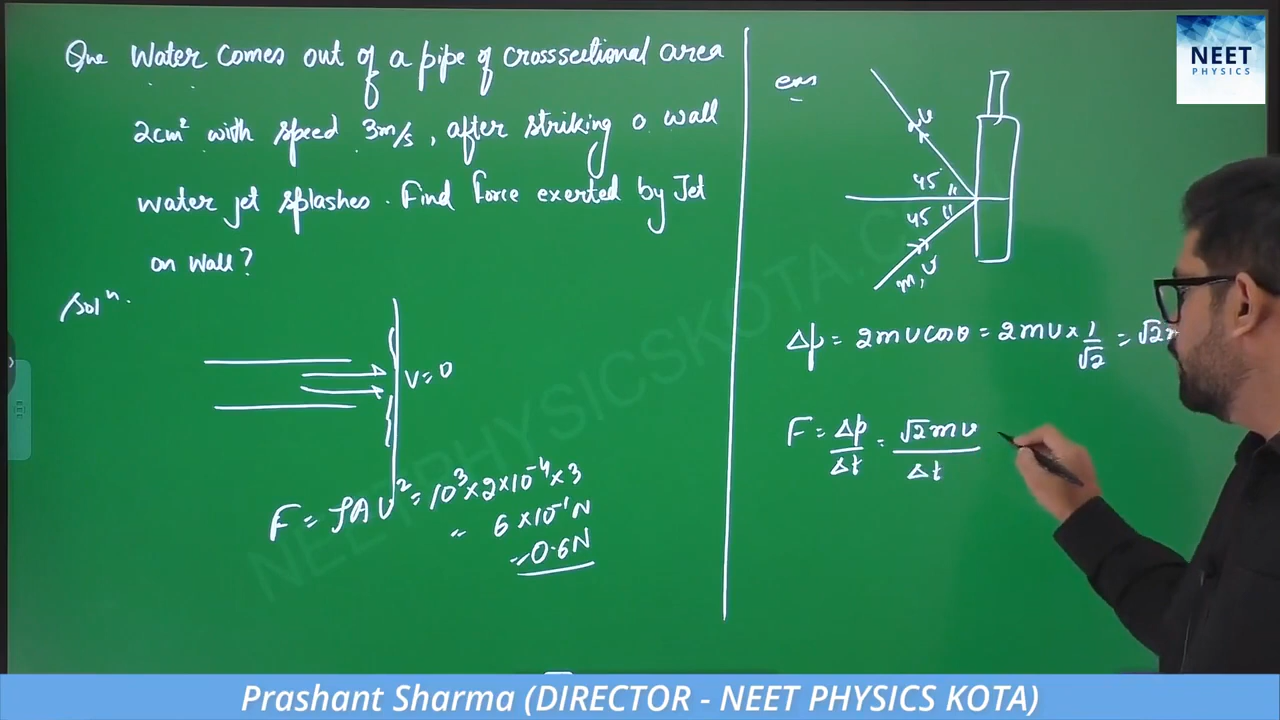 Que Water comes out of a pipe of crosssectional area
2cm² with speed 3m/s, after striking a wall
water jet splashes. Find Force exerted by Jet
on wall?
Solⁿ.
V=0
F = ρAV² = 10³×2×10⁻⁴×3
= 6×10⁻¹N
=0.6N
45
45
m, v
Δp = 2mvcosθ = 2mv×1/√2 = √2
F = Δp/Δt = √2mv/Δt
NEET
PHYSICS
NEETPHYSICSKOTA.C
Prashant Sharma (DIRECTOR - NEET PHYSICS KOTA)